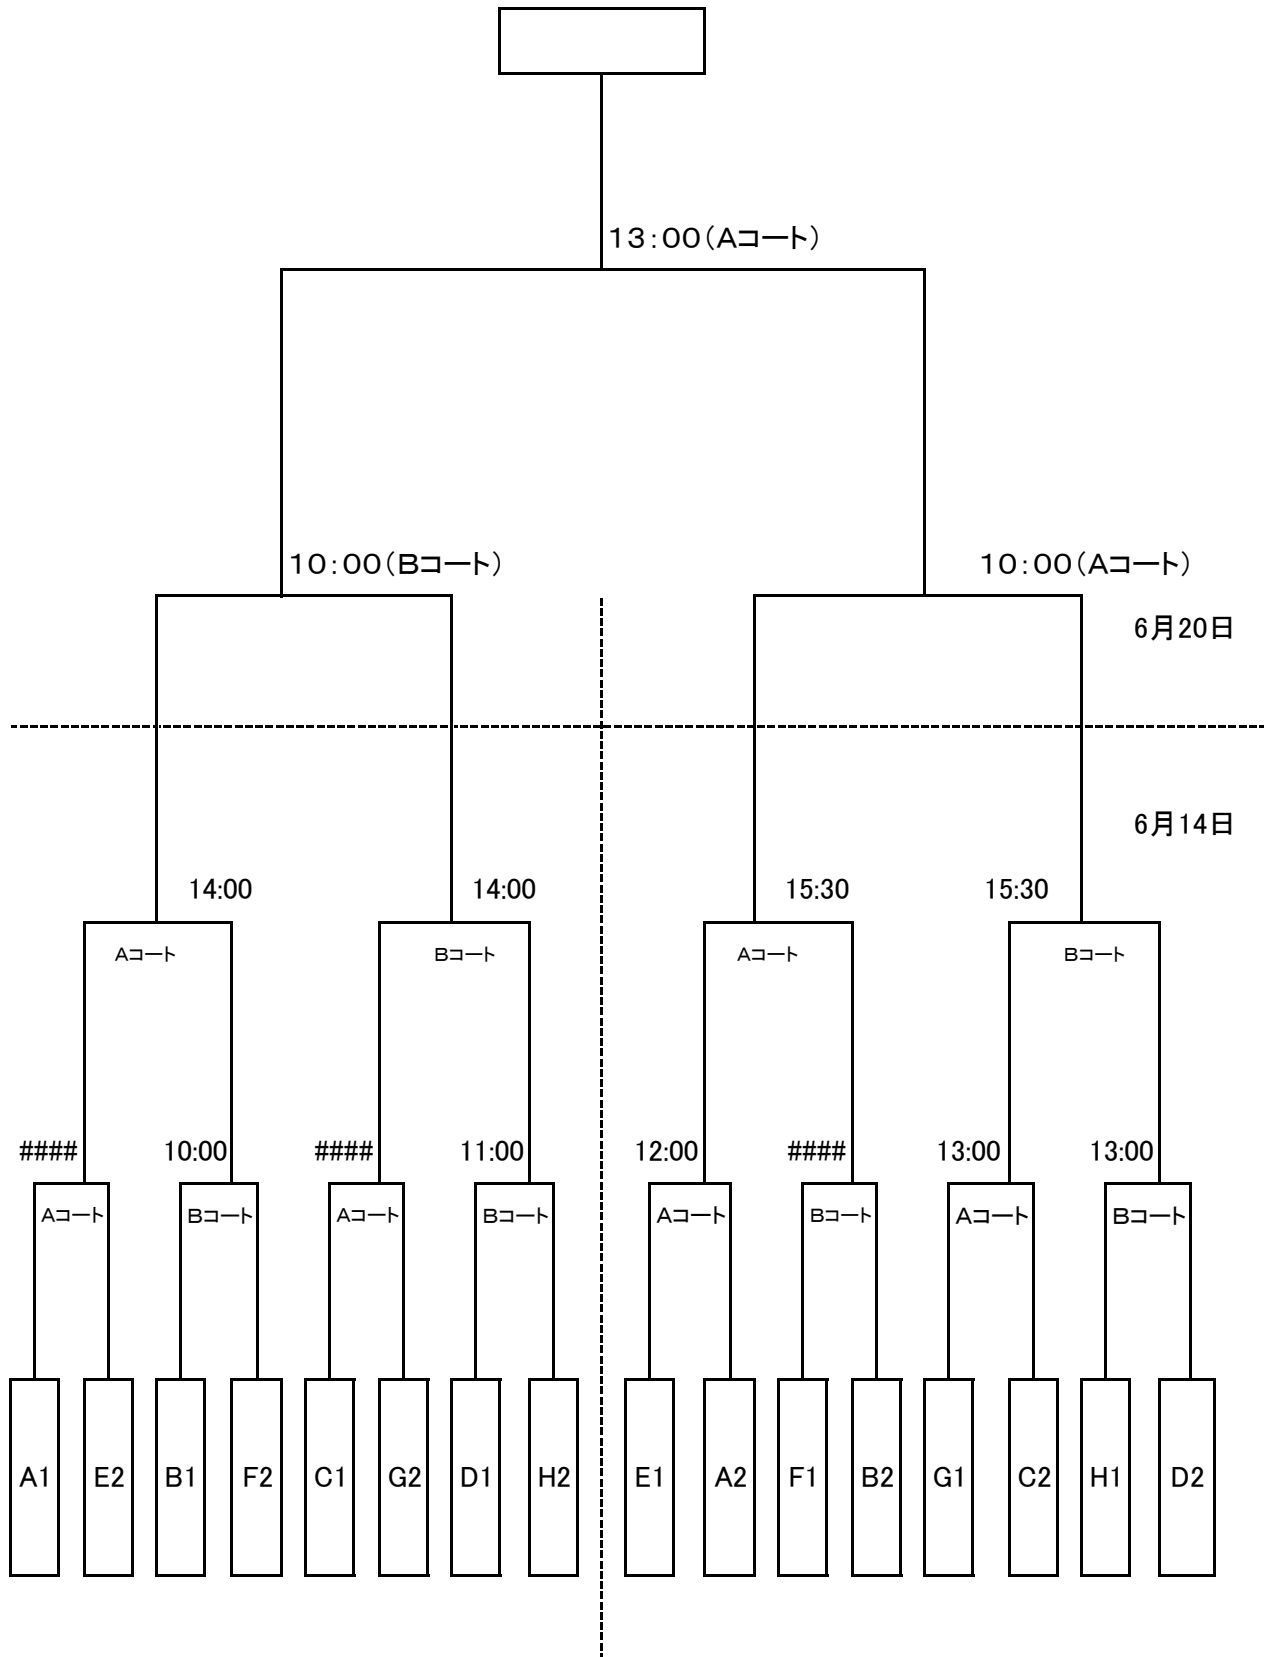 １３：００（Ａコート）
１０：００（Ｂコート）
１０：００（Ａコート）
6月20日
6月14日
14:00
14:00
15:30
15:30
Aコート
Bコート
Aコート
Bコート
####
10:00
####
11:00
12:00
####
13:00
13:00
Aコート
Bコート
Aコート
Bコート
Aコート
Bコート
Aコート
Bコート
A1
E2
B1
F2
C1
G2
D1
H2
E1
A2
F1
B2
G1
C2
H1
D2